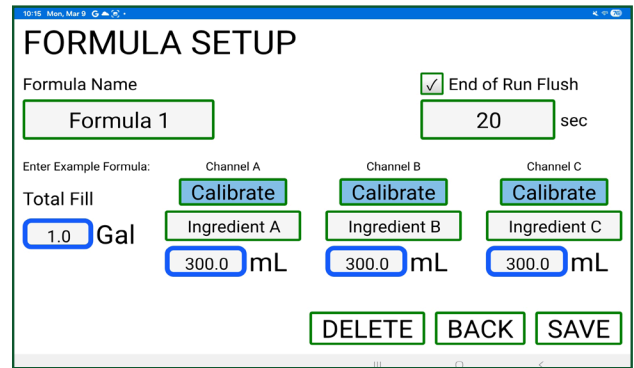 10:15 Mon, Mar 9 G
70
FORMULA SETUP
Formula Name
✓ End of Run Flush
Formula 1
20 sec
Enter Example Formula:
Channel A
Channel B
Channel C
Total Fill
Calibrate
Calibrate
Calibrate
Ingredient A
Ingredient B
Ingredient C
1.0 Gal
300.0 mL
300.0 mL
300.0 mL
DELETE
BACK
SAVE